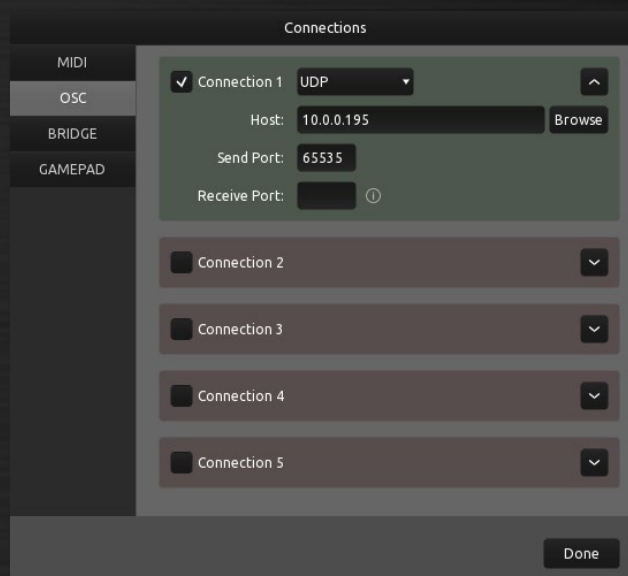 Connections
MIDI
OSC
BRIDGE
GAMEPAD
Connection 1 UDP
Host: 10.0.0.195 Browse
Send Port: 65535
Receive Port:
Connection 2
Connection 3
Connection 4
Connection 5
Done